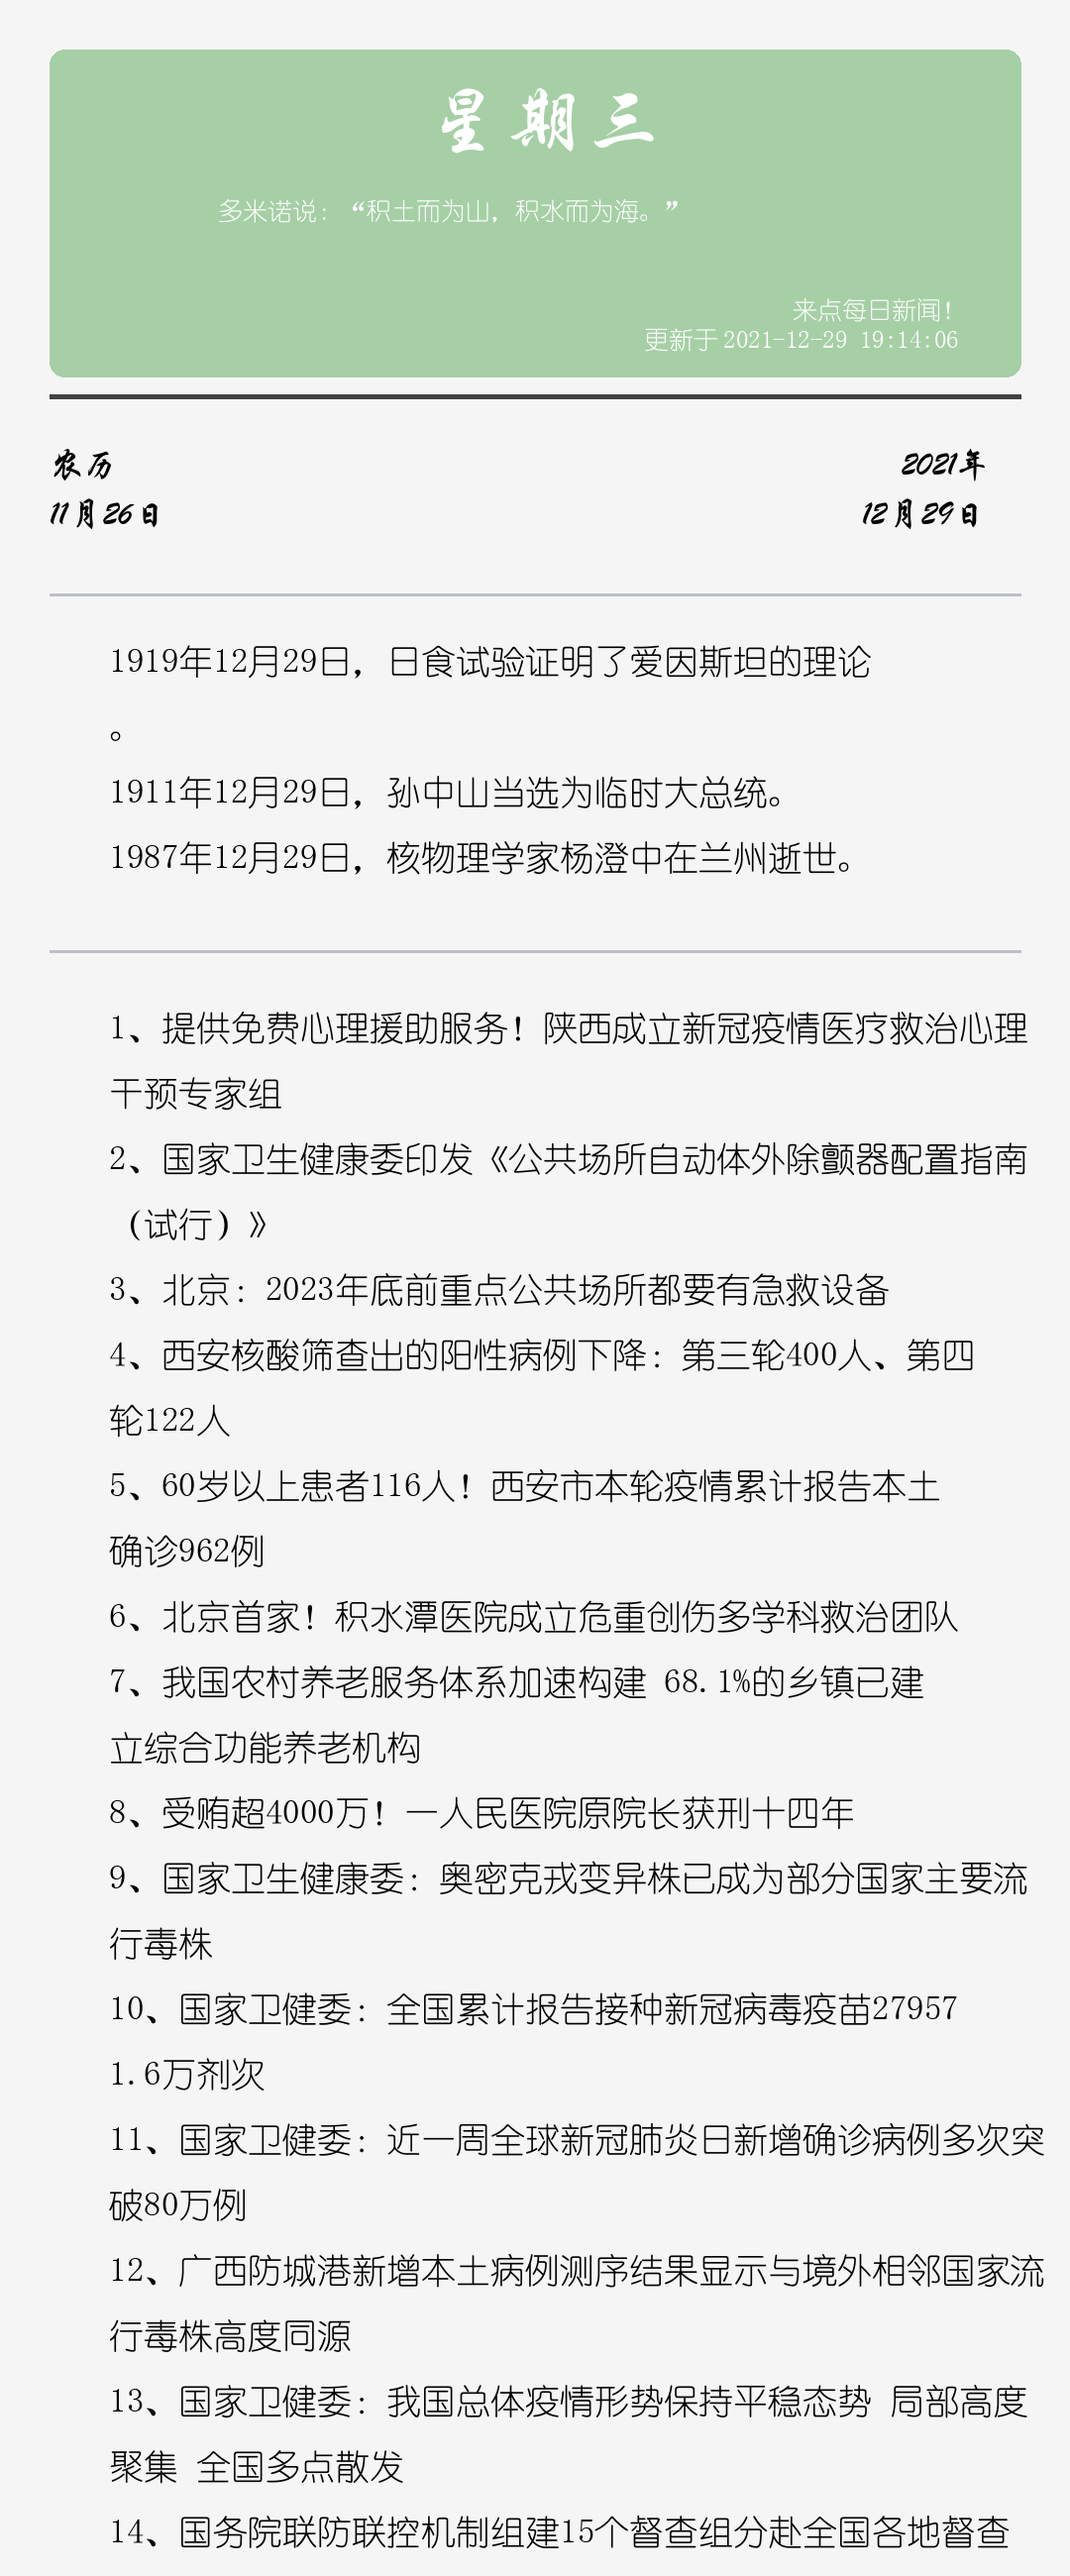 星期三
多米诺说：“积土而为山，积水而为海。”
来点每日新闻！
更新于 2021-12-29 19:14:06
农历
2021年
11月26日
12月29日
1919年12月29日，日食试验证明了爱因斯坦的理论
。
1911年12月29日，孙中山当选为临时大总统。
1987年12月29日，核物理学家杨澄中在兰州逝世。
1、提供免费心理援助服务！陕西成立新冠疫情医疗救治心理
干预专家组
2、国家卫生健康委印发《公共场所自动体外除颤器配置指南
（试行）》
3、北京：2023年底前重点公共场所都要有急救设备
4、西安核酸筛查出的阳性病例下降：第三轮400人、第四
轮122人
5、60岁以上患者116人！西安市本轮疫情累计报告本土
确诊962例
6、北京首家！积水潭医院成立危重创伤多学科救治团队
7、我国农村养老服务体系加速构建 68.1%的乡镇已建
立综合功能养老机构
8、受贿超4000万！一人民医院原院长获刑十四年
9、国家卫生健康委：奥密克戎变异株已成为部分国家主要流
行毒株
10、国家卫健委：全国累计报告接种新冠病毒疫苗27957
1.6万剂次
11、国家卫健委：近一周全球新冠肺炎日新增确诊病例多次突
破80万例
12、广西防城港新增本土病例测序结果显示与境外相邻国家流
行毒株高度同源
13、国家卫健委：我国总体疫情形势保持平稳态势 局部高度
聚集 全国多点散发
14、国务院联防联控机制组建15个督查组分赴全国各地督查